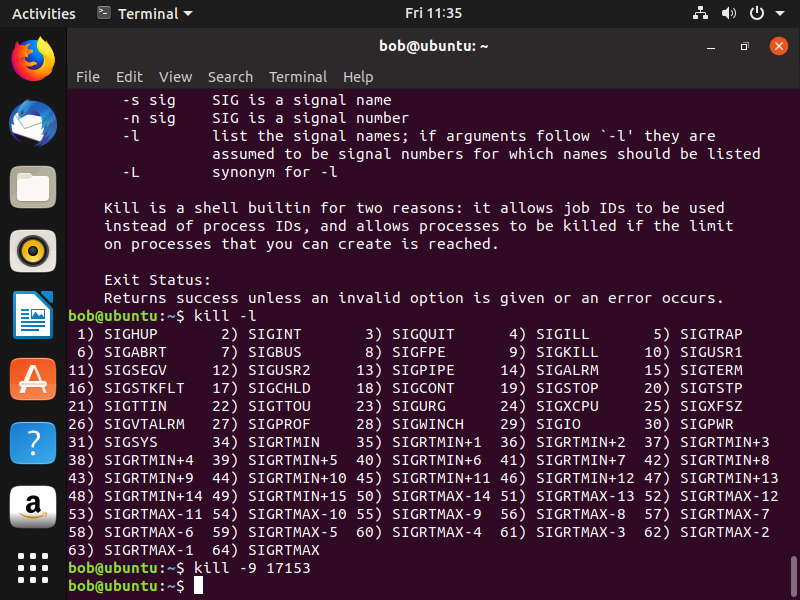 Activities Terminal Fri 11:35
bob@ubuntu: ~
File Edit View Search Terminal Help
-s sig    SIG is a signal name
-n sig    SIG is a signal number
-l        list the signal names; if arguments follow `-l' they are
assumed to be signal numbers for which names should be listed
-L        synonym for -l
Kill is a shell builtin for two reasons: it allows job IDs to be used
instead of process IDs, and allows processes to be killed if the limit
on processes that you can create is reached.
Exit Status:
Returns success unless an invalid option is given or an error occurs.
bob@ubuntu:~$ kill -l
 1) SIGHUP       2) SIGINT       3) SIGQUIT      4) SIGILL       5) SIGTRAP
 6) SIGABRT      7) SIGBUS       8) SIGFPE       9) SIGKILL     10) SIGUSR1
11) SIGSEGV     12) SIGUSR2     13) SIGPIPE     14) SIGALRM     15) SIGTERM
16) SIGSTKFLT   17) SIGCHLD     18) SIGCONT     19) SIGSTOP     20) SIGTSTP
21) SIGTTIN     22) SIGTTOU     23) SIGURG      24) SIGXCPU     25) SIGXFSZ
26) SIGVTALRM   27) SIGPROF     28) SIGWINCH    29) SIGIO       30) SIGPWR
31) SIGSYS      34) SIGRTMIN    35) SIGRTMIN+1  36) SIGRTMIN+2  37) SIGRTMIN+3
38) SIGRTMIN+4  39) SIGRTMIN+5  40) SIGRTMIN+6  41) SIGRTMIN+7  42) SIGRTMIN+8
43) SIGRTMIN+9  44) SIGRTMIN+10 45) SIGRTMIN+11 46) SIGRTMIN+12 47) SIGRTMIN+13
48) SIGRTMIN+14 49) SIGRTMIN+15 50) SIGRTMAX-14 51) SIGRTMAX-13 52) SIGRTMAX-12
53) SIGRTMAX-11 54) SIGRTMAX-10 55) SIGRTMAX-9  56) SIGRTMAX-8  57) SIGRTMAX-7
58) SIGRTMAX-6  59) SIGRTMAX-5  60) SIGRTMAX-4  61) SIGRTMAX-3  62) SIGRTMAX-2
63) SIGRTMAX-1  64) SIGRTMAX
bob@ubuntu:~$ kill -9 17153
bob@ubuntu:~$